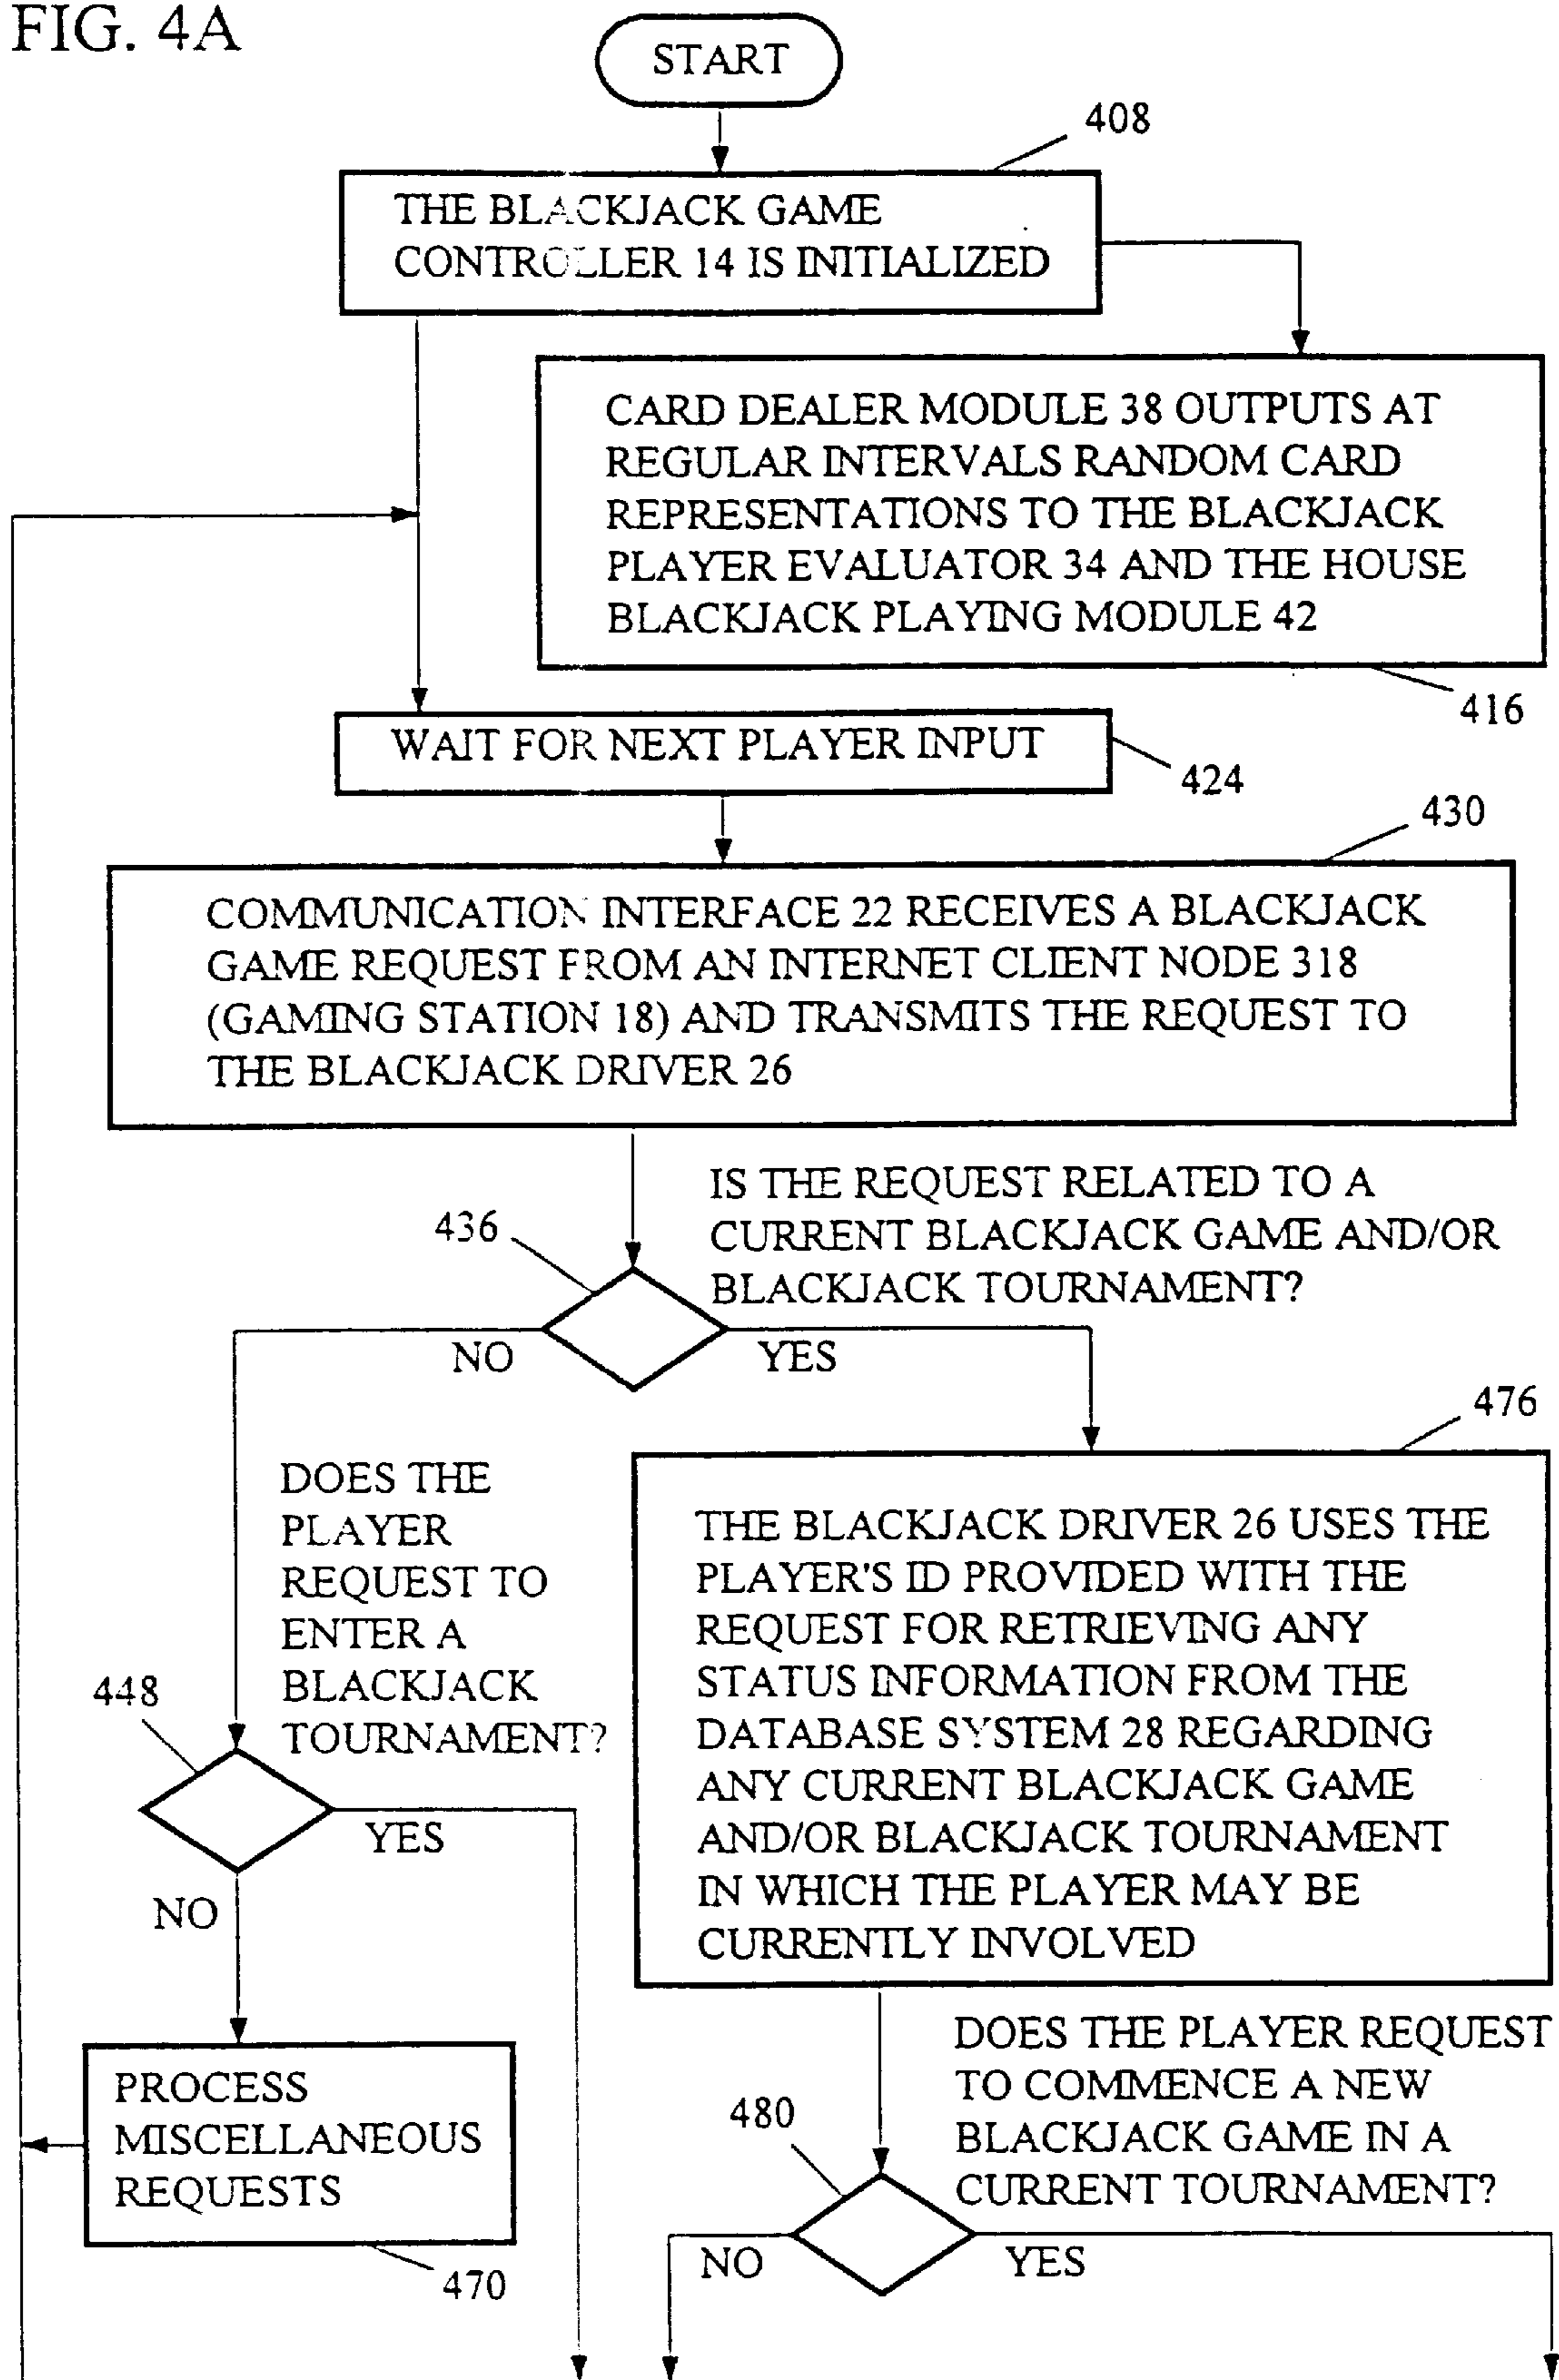 FIG. 4A
START
408
THE BLACKJACK GAME
CONTROLLER 14 IS INITIALIZED
CARD DEALER MODULE 38 OUTPUTS AT
REGULAR INTERVALS RANDOM CARD
REPRESENTATIONS TO THE BLACKJACK
PLAYER EVALUATOR 34 AND THE HOUSE
BLACKJACK PLAYING MODULE 42
416
WAIT FOR NEXT PLAYER INPUT
424
430
COMMUNICATION INTERFACE 22 RECEIVES A BLACKJACK
GAME REQUEST FROM AN INTERNET CLIENT NODE 318
(GAMING STATION 18) AND TRANSMITS THE REQUEST TO
THE BLACKJACK DRIVER 26
IS THE REQUEST RELATED TO A
CURRENT BLACKJACK GAME AND/OR
BLACKJACK TOURNAMENT?
436
NO
YES
DOES THE
PLAYER
REQUEST TO
ENTER A
BLACKJACK
TOURNAMENT?
448
YES
NO
PROCESS
MISCELLANEOUS
REQUESTS
470
476
THE BLACKJACK DRIVER 26 USES THE
PLAYER'S ID PROVIDED WITH THE
REQUEST FOR RETRIEVING ANY
STATUS INFORMATION FROM THE
DATABASE SYSTEM 28 REGARDING
ANY CURRENT BLACKJACK GAME
AND/OR BLACKJACK TOURNAMENT
IN WHICH THE PLAYER MAY BE
CURRENTLY INVOLVED
DOES THE PLAYER REQUEST
TO COMMENCE A NEW
BLACKJACK GAME IN A
CURRENT TOURNAMENT?
480
NO
YES